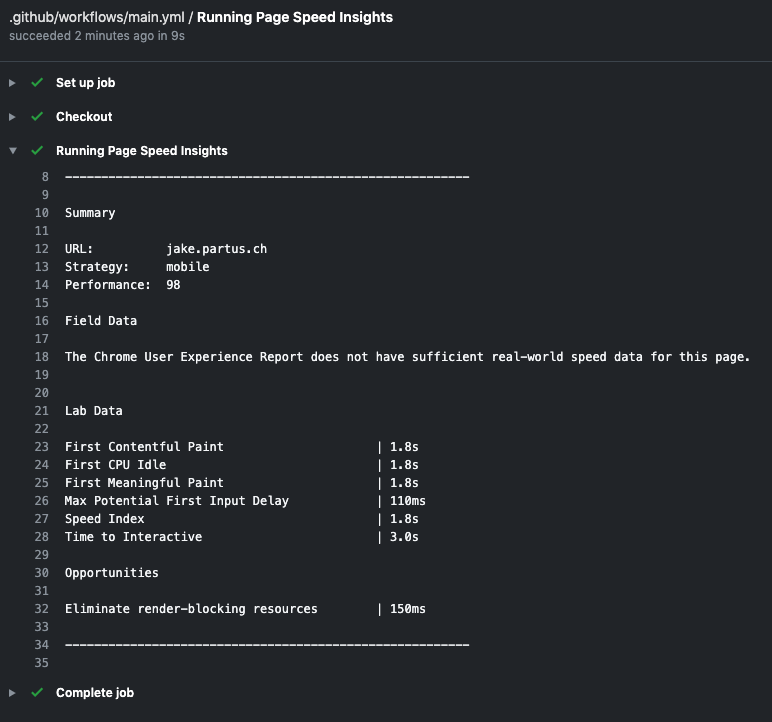 .github/workflows/main.yml / Running Page Speed Insights
succeeded 2 minutes ago in 9s
Set up job
Checkout
Running Page Speed Insights
8 --------------------------------------------------------
9
10 Summary
11
12 URL: jake.partus.ch
13 Strategy: mobile
14 Performance: 98
15
16 Field Data
17
18 The Chrome User Experience Report does not have sufficient real-world speed data for this page.
19
20
21 Lab Data
22
23 First Contentful Paint | 1.8s
24 First CPU Idle | 1.8s
25 First Meaningful Paint | 1.8s
26 Max Potential First Input Delay | 110ms
27 Speed Index | 1.8s
28 Time to Interactive | 3.0s
29
30 Opportunities
31
32 Eliminate render-blocking resources | 150ms
33
34 --------------------------------------------------------
35
Complete job